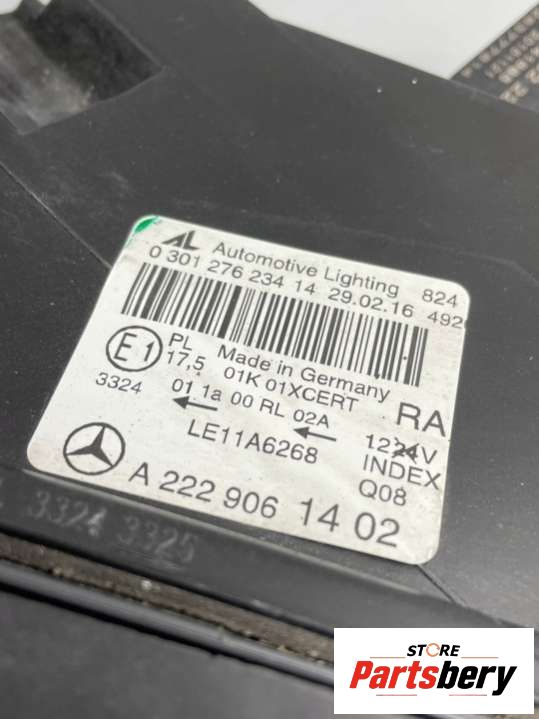 AL Automotive Lighting 824
0 301 276 234 14 29.02.16 492
E1 PL 17,5 Made in Germany
01K 01XCERT
3324 01 1a 00 RL 02A RA
LE11A6268 1224V
INDEX
Q08
A 222 906 14 02
3324 3325
STORE
Partsbery